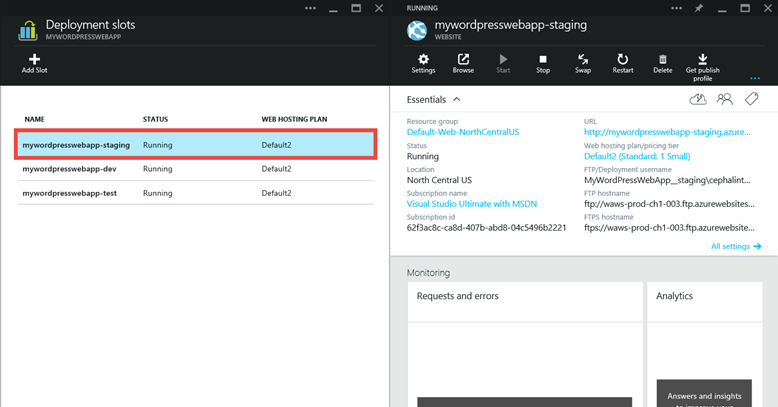 Deployment slots
MYWORDPRESSWEBAPP
Add Slot
NAME STATUS WEB HOSTING PLAN
mywordpresswebapp-staging Running Default2
mywordpresswebapp-dev Running Default2
mywordpresswebapp-test Running Default2
RUNNING
mywordpresswebapp-staging
WEBSITE
Settings Browse Start Stop Swap Restart Delete Get publish
profile
Essentials
Resource group URL
Default-Web-NorthCentralUS http://mywordpresswebapp-staging.azure...
Status Web hosting plan/pricing tier
Running Default2 (Standard: 1 Small)
Location FTP/Deployment username
North Central US MyWordPressWebApp__staging\cephalint...
Subscription name FTP hostname
Visual Studio Ultimate with MSDN ftp://waws-prod-ch1-003.ftp.azurewebsites...
Subscription id FTPS hostname
62f3ac8c-ca8d-407b-abd8-04c5496b2221 ftps://waws-prod-ch1-003.ftp.azurewebsites...
All settings
Monitoring
Requests and errors Analytics
Answers and insights